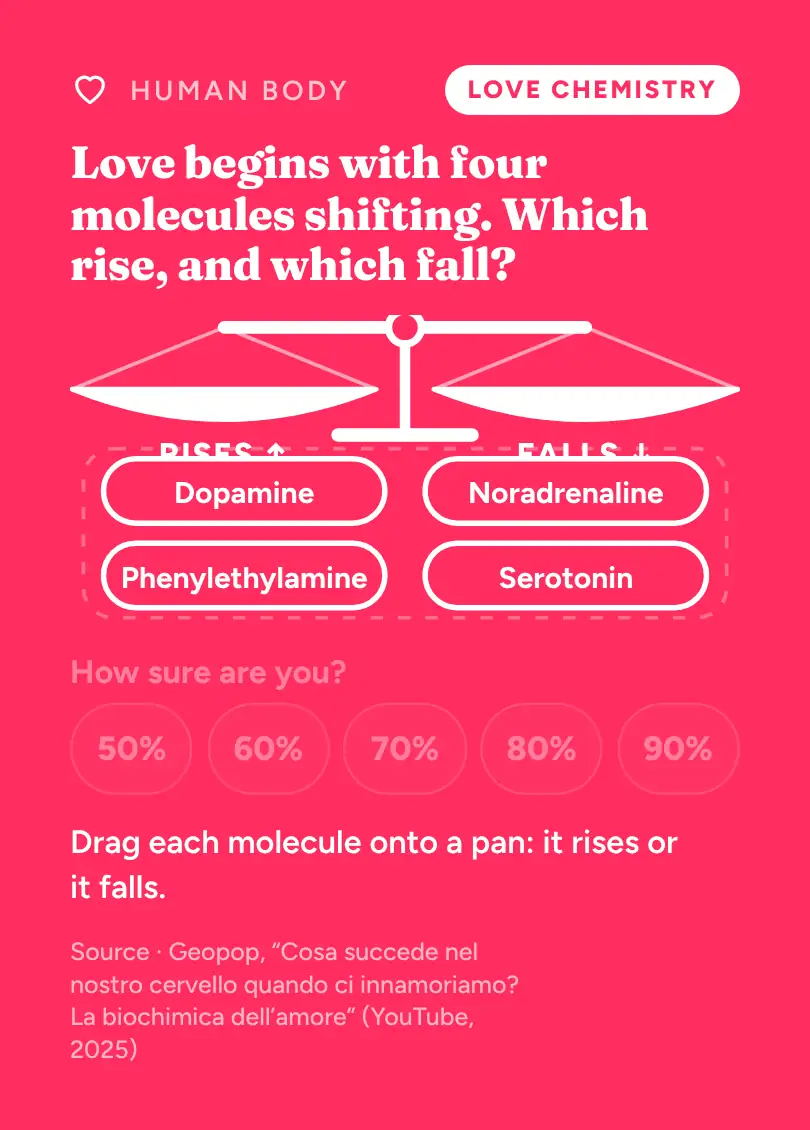 HUMAN BODY
LOVE CHEMISTRY
Love begins with four
molecules shifting. Which
rise, and which fall?
RISES ↑
FALLS ↓
Dopamine
Noradrenaline
Phenylethylamine
Serotonin
How sure are you?
50%
60%
70%
80%
90%
Drag each molecule onto a pan: it rises or
it falls.
Source · Geopop, “Cosa succede nel
nostro cervello quando ci innamoriamo?
La biochimica dell’amore” (YouTube,
2025)